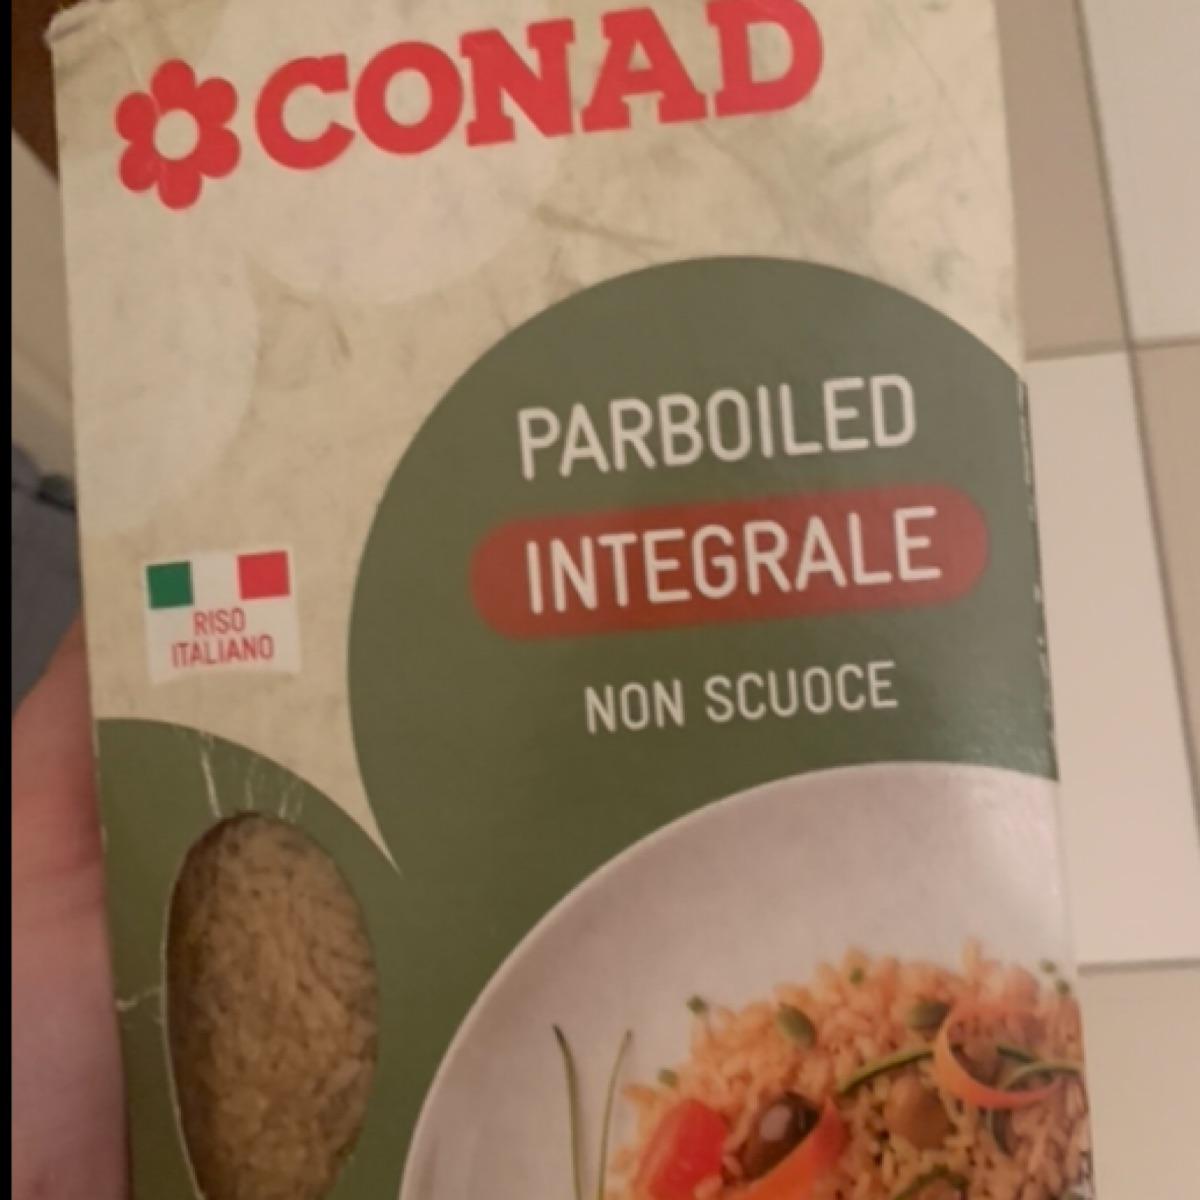 CONAD
PARBOILED
INTEGRALE
NON SCUOCE
RISO
ITALIANO